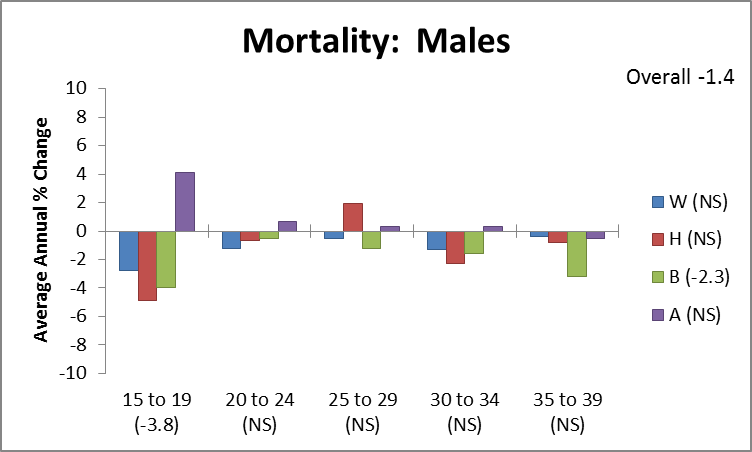 Mortality:  Males
Overall -1.4
Average Annual % Change
10
8
6
4
2
0
-2
-4
-6
-8
-10
15 to 19
(-3.8)
20 to 24
(NS)
25 to 29
(NS)
30 to 34
(NS)
35 to 39
(NS)
W (NS)
H (NS)
B (-2.3)
A (NS)